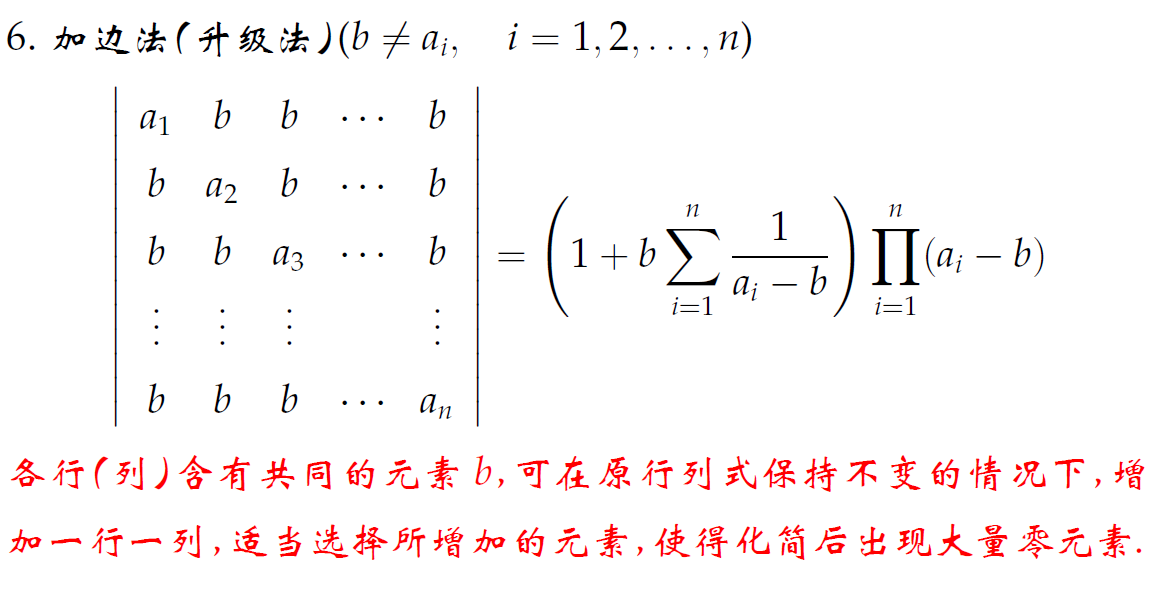 6. 加边法(升级法)(b ≠ a_i, i = 1, 2, . . . , n)
| a_1 b b · · · b |
| b a_2 b · · · b |
| b b a_3 · · · b | = ( 1 + b ∑_{i=1}^{n} \frac{1}{a_i − b} ) ∏_{i=1}^{n} (a_i − b)
| ⋮ ⋮ ⋮ ⋮ |
| b b b · · · a_n |
各行(列)含有共同的元素 b,可在原行列式保持不变的情况下,增
加一行一列,适当选择所增加的元素,使得化简后出现大量零元素.